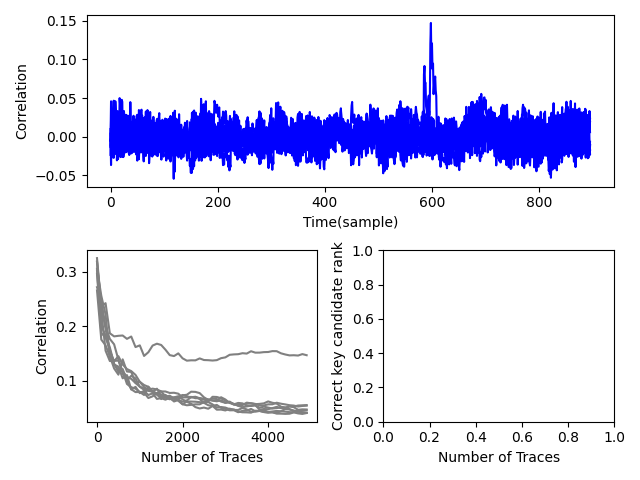 0.15
0.10
0.05
0.00
−0.05
Correlation
0 200 400 600 800
Time(sample)
0.3
0.2
0.1
Correlation
0 2000 4000
Number of Traces
1.0
0.8
0.6
0.4
0.2
0.0
Correct key candidate rank
0.0 0.2 0.4 0.6 0.8 1.0
Number of Traces